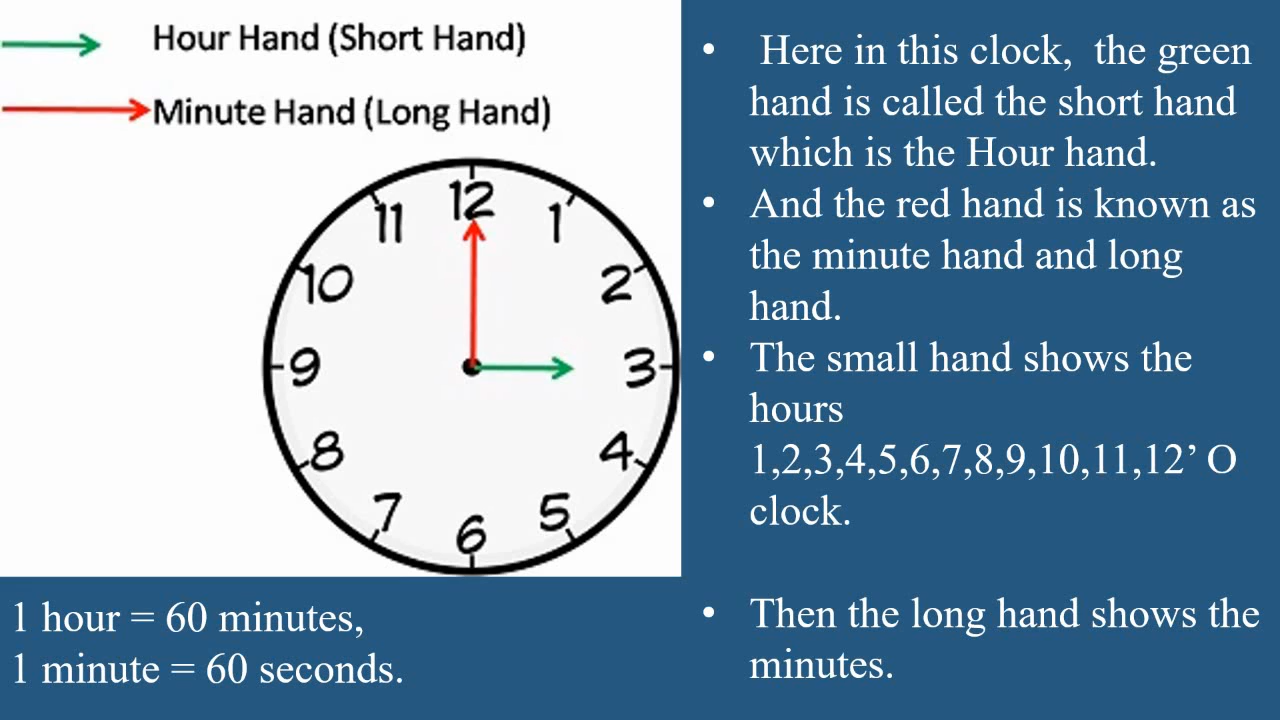 Hour Hand (Short Hand)
Minute Hand (Long Hand)
12
11
1
10
2
9
3
8
4
7
5
6
1 hour = 60 minutes,
1 minute = 60 seconds.
• Here in this clock, the green
hand is called the short hand
which is the Hour hand.
• And the red hand is known as
the minute hand and long
hand.
• The small hand shows the
hours
1,2,3,4,5,6,7,8,9,10,11,12’ O
clock.
• Then the long hand shows the
minutes.